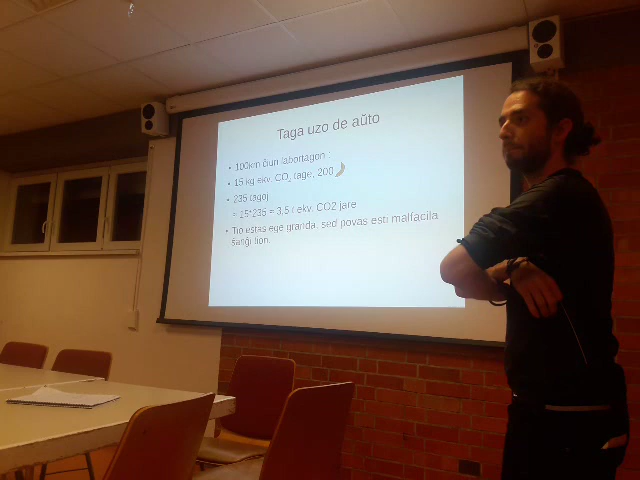 Taga uzo de aŭto
• 100km ĉiun labortagon :
• 15 kg ekv. CO₂ tage, 200
• 235 tagoj
= 15*235 = 3,5 t ekv. CO2 jare
• Tio estas ege granda, sed povas esti malfacila
ŝanĝi tion.